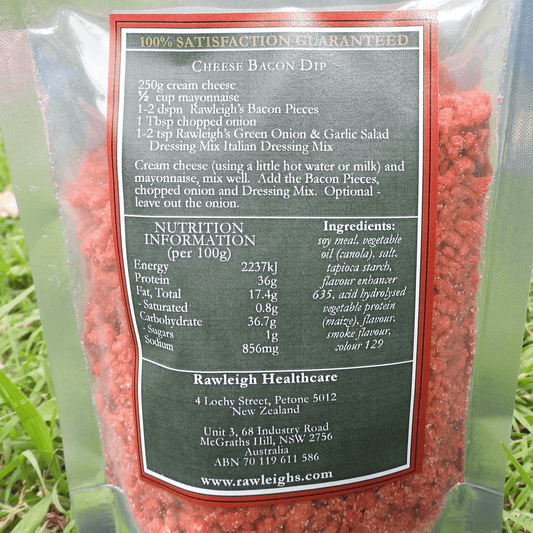 100% SATISFACTION GUARANTEED
CHEESE BACON DIP
250g cream cheese
½ cup mayonnaise
1-2 dspn Rawleigh's Bacon Pieces
1 Tbsp chopped onion
1-2 tsp Rawleigh's Green Onion & Garlic Salad
Dressing Mix Italian Dressing Mix
Cream cheese (using a little hot water or milk) and
mayonnaise, mix well. Add the Bacon Pieces,
chopped onion and Dressing Mix. Optional -
leave out the onion.
NUTRITION
INFORMATION
(per 100g)
Energy 2237kJ
Protein 36g
Fat, Total 17.4g
- Saturated 0.8g
Carbohydrate 36.7g
- Sugars 1g
Sodium 856mg
Ingredients:
soy meal, vegetable
oil (canola), salt,
tapioca starch,
flavour enhancer
635, acid hydrolysed
vegetable protein
(maize), flavour,
smoke flavour,
colour 129
Rawleigh Healthcare
4 Lochy Street, Petone 5012
New Zealand
Unit 3, 68 Industry Road
McGraths Hill, NSW 2756
Australia
ABN 70 119 611 586
www.rawleighs.com